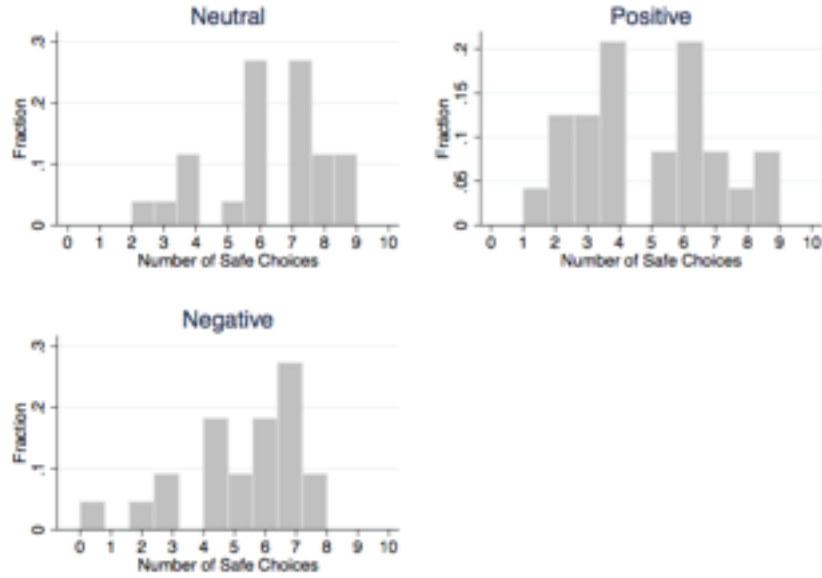 Neutral
.3
.2
.1
0
Fraction
0 1 2 3 4 5 6 7 8 9 10
Number of Safe Choices
Positive
.2
.15
.1
.05
0
Fraction
0 1 2 3 4 5 6 7 8 9 10
Number of Safe Choices
Negative
.3
.2
.1
0
Fraction
0 1 2 3 4 5 6 7 8 9 10
Number of Safe Choices